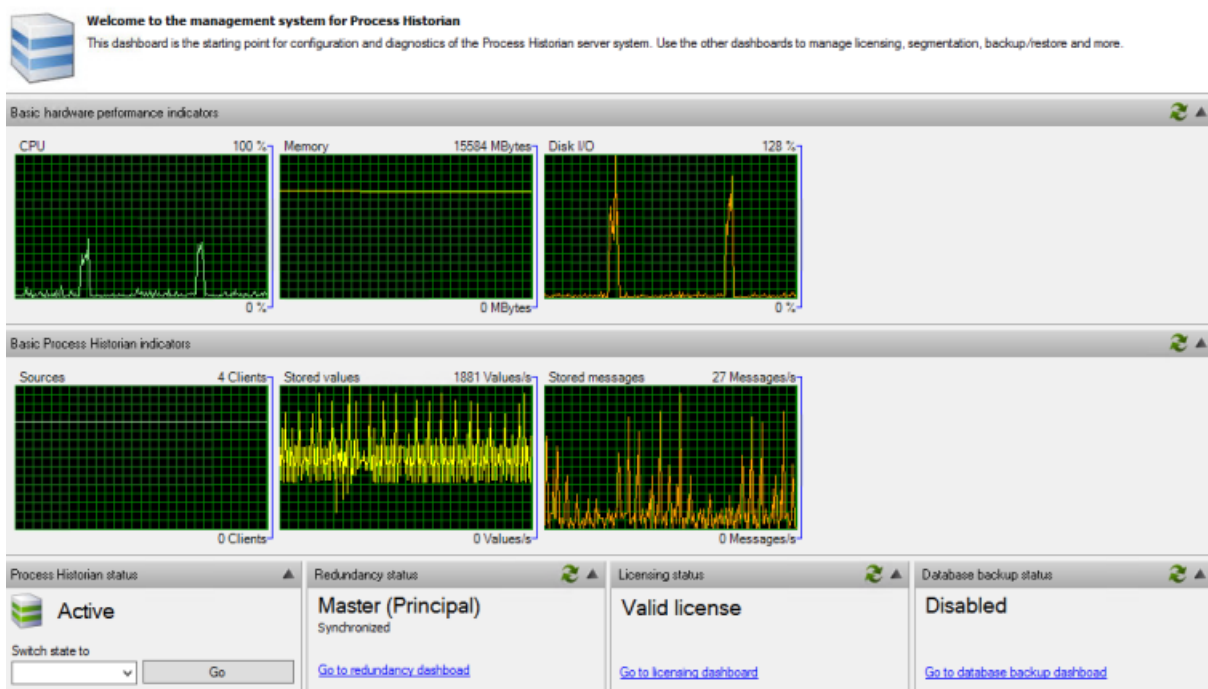 Welcome to the management system for Process Historian
This dashboard is the starting point for configuration and diagnostics of the Process Historian server system. Use the other dashboards to manage licensing, segmentation, backup/restore and more.
Basic hardware performance indicators
CPU 100 %
0 %
Memory 15584 MBytes
0 MBytes
Disk I/O 128 %
0 %
Basic Process Historian indicators
Sources 4 Clients
0 Clients
Stored values 1881 Values/s
0 Values/s
Stored messages 27 Messages/s
0 Messages/s
Process Historian status
Active
Switch state to
Go
Redundancy status
Master (Principal)
Synchronized
Go to redundancy dashboad
Licensing status
Valid license
Go to licensing dashboard
Database backup status
Disabled
Go to database backup dashboad